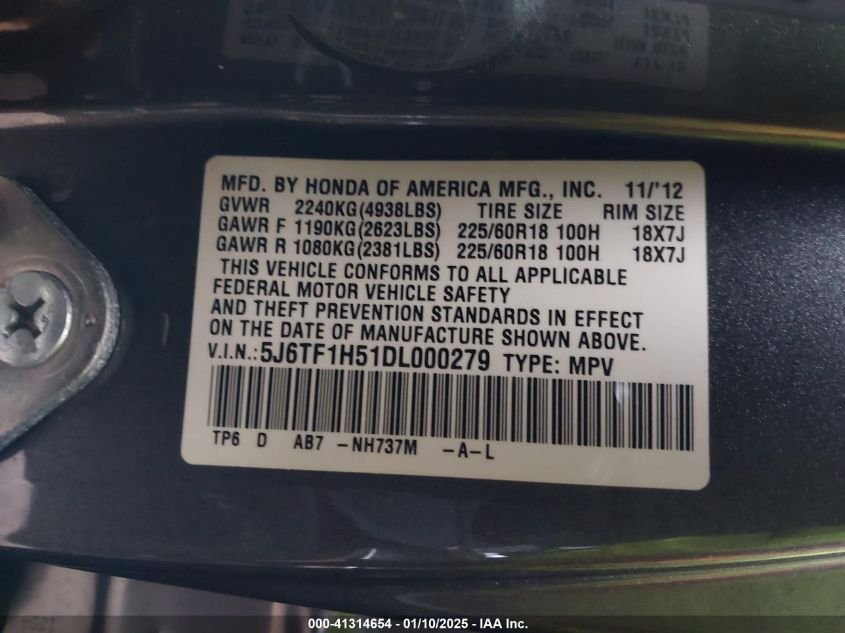 MFD. BY HONDA OF AMERICA MFG., INC. 11/'12
GVWR 2240KG(4938LBS) TIRE SIZE RIM SIZE
GAWR F 1190KG(2623LBS) 225/60R18 100H 18X7J
GAWR R 1080KG(2381LBS) 225/60R18 100H 18X7J
THIS VEHICLE CONFORMS TO ALL APPLICABLE
FEDERAL MOTOR VEHICLE SAFETY
AND THEFT PREVENTION STANDARDS IN EFFECT
ON THE DATE OF MANUFACTURE SHOWN ABOVE.
V.I.N.:5J6TF1H51DL000279 TYPE: MPV
TP6 D AB7 -NH737M -A-L
000-41314654 | 01/10/2025 - IAA Inc.